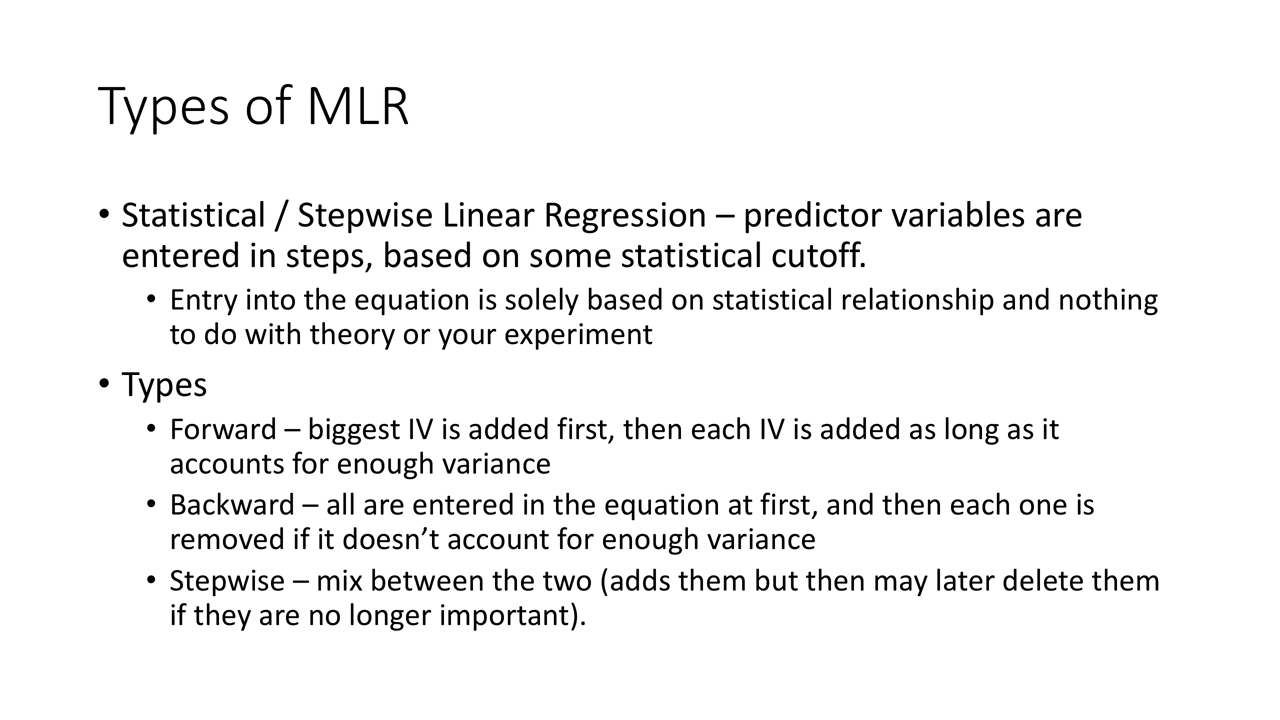 Types of MLR
• Statistical / Stepwise Linear Regression – predictor variables are
entered in steps, based on some statistical cutoff.
• Entry into the equation is solely based on statistical relationship and nothing
to do with theory or your experiment
• Types
• Forward – biggest IV is added first, then each IV is added as long as it
accounts for enough variance
• Backward – all are entered in the equation at first, and then each one is
removed if it doesn’t account for enough variance
• Stepwise – mix between the two (adds them but then may later delete them
if they are no longer important).